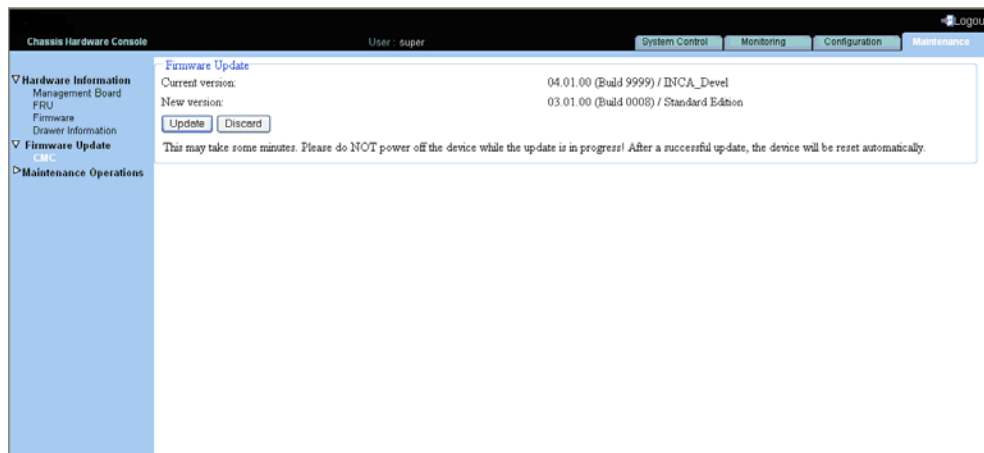 Logou
Chassis Hardware Console
User : super
System Control
Monitoring
Configuration
Maintenance
Hardware Information
Management Board
FRU
Firmware
Drawer Information
Firmware Update
CMC
Maintenance Operations
Firmware Update
Current version: 04.01.00 (Build 9999) / INCA_Devel
New version: 03.01.00 (Build 0008) / Standard Edition
Update Discard
This may take some minutes. Please do NOT power off the device while the update is in progress! After a successful update, the device will be reset automatically.